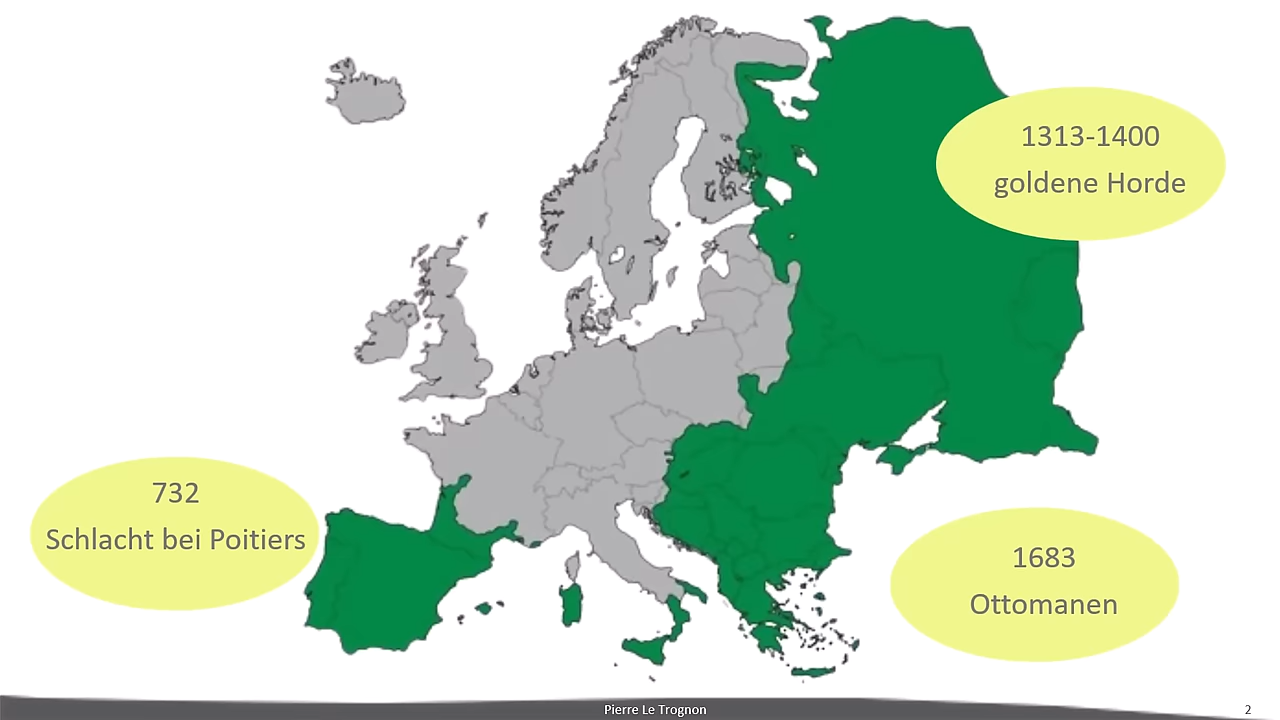 1313-1400
goldene Horde
732
Schlacht bei Poitiers
1683
Ottomanen
Pierre Le Trognon
2